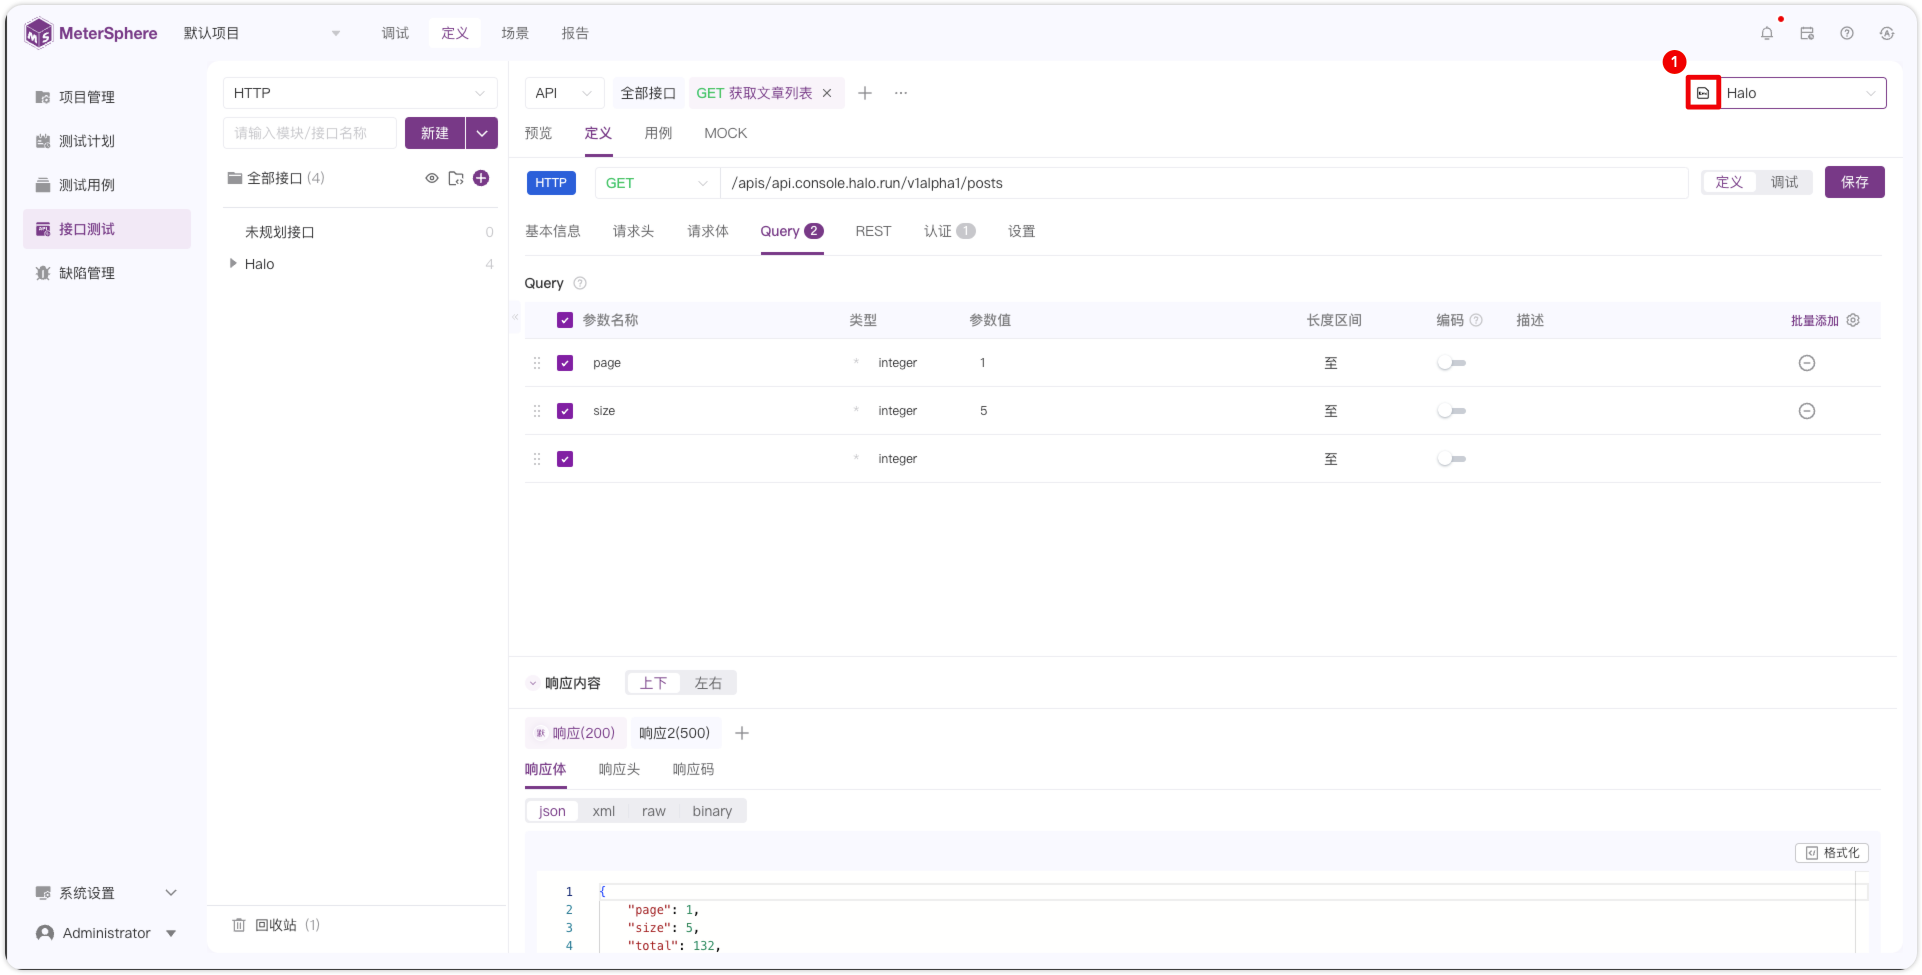 MeterSphere 默认项目 调试 定义 场景 报告
1
项目管理
测试计划
测试用例
接口测试
缺陷管理
系统设置
Administrator
HTTP
请输入模块/接口名称 新建
全部接口 (4)
未规划接口 0
Halo 4
回收站 (1)
API 全部接口 GET 获取文章列表 Halo
预览 定义 用例 MOCK
HTTP GET /apis/api.console.halo.run/v1alpha1/posts 定义 调试 保存
基本信息 请求头 请求体 Query 2 REST 认证 1 设置
Query
参数名称 类型 参数值 长度区间 编码 描述 批量添加
page * integer 1 至
size * integer 5 至
* integer 至
响应内容 上下 左右
默 响应(200) 响应2(500)
响应体 响应头 响应码
json xml raw binary
格式化
1 {
2 "page": 1,
3 "size": 5,
4 "total": 132,